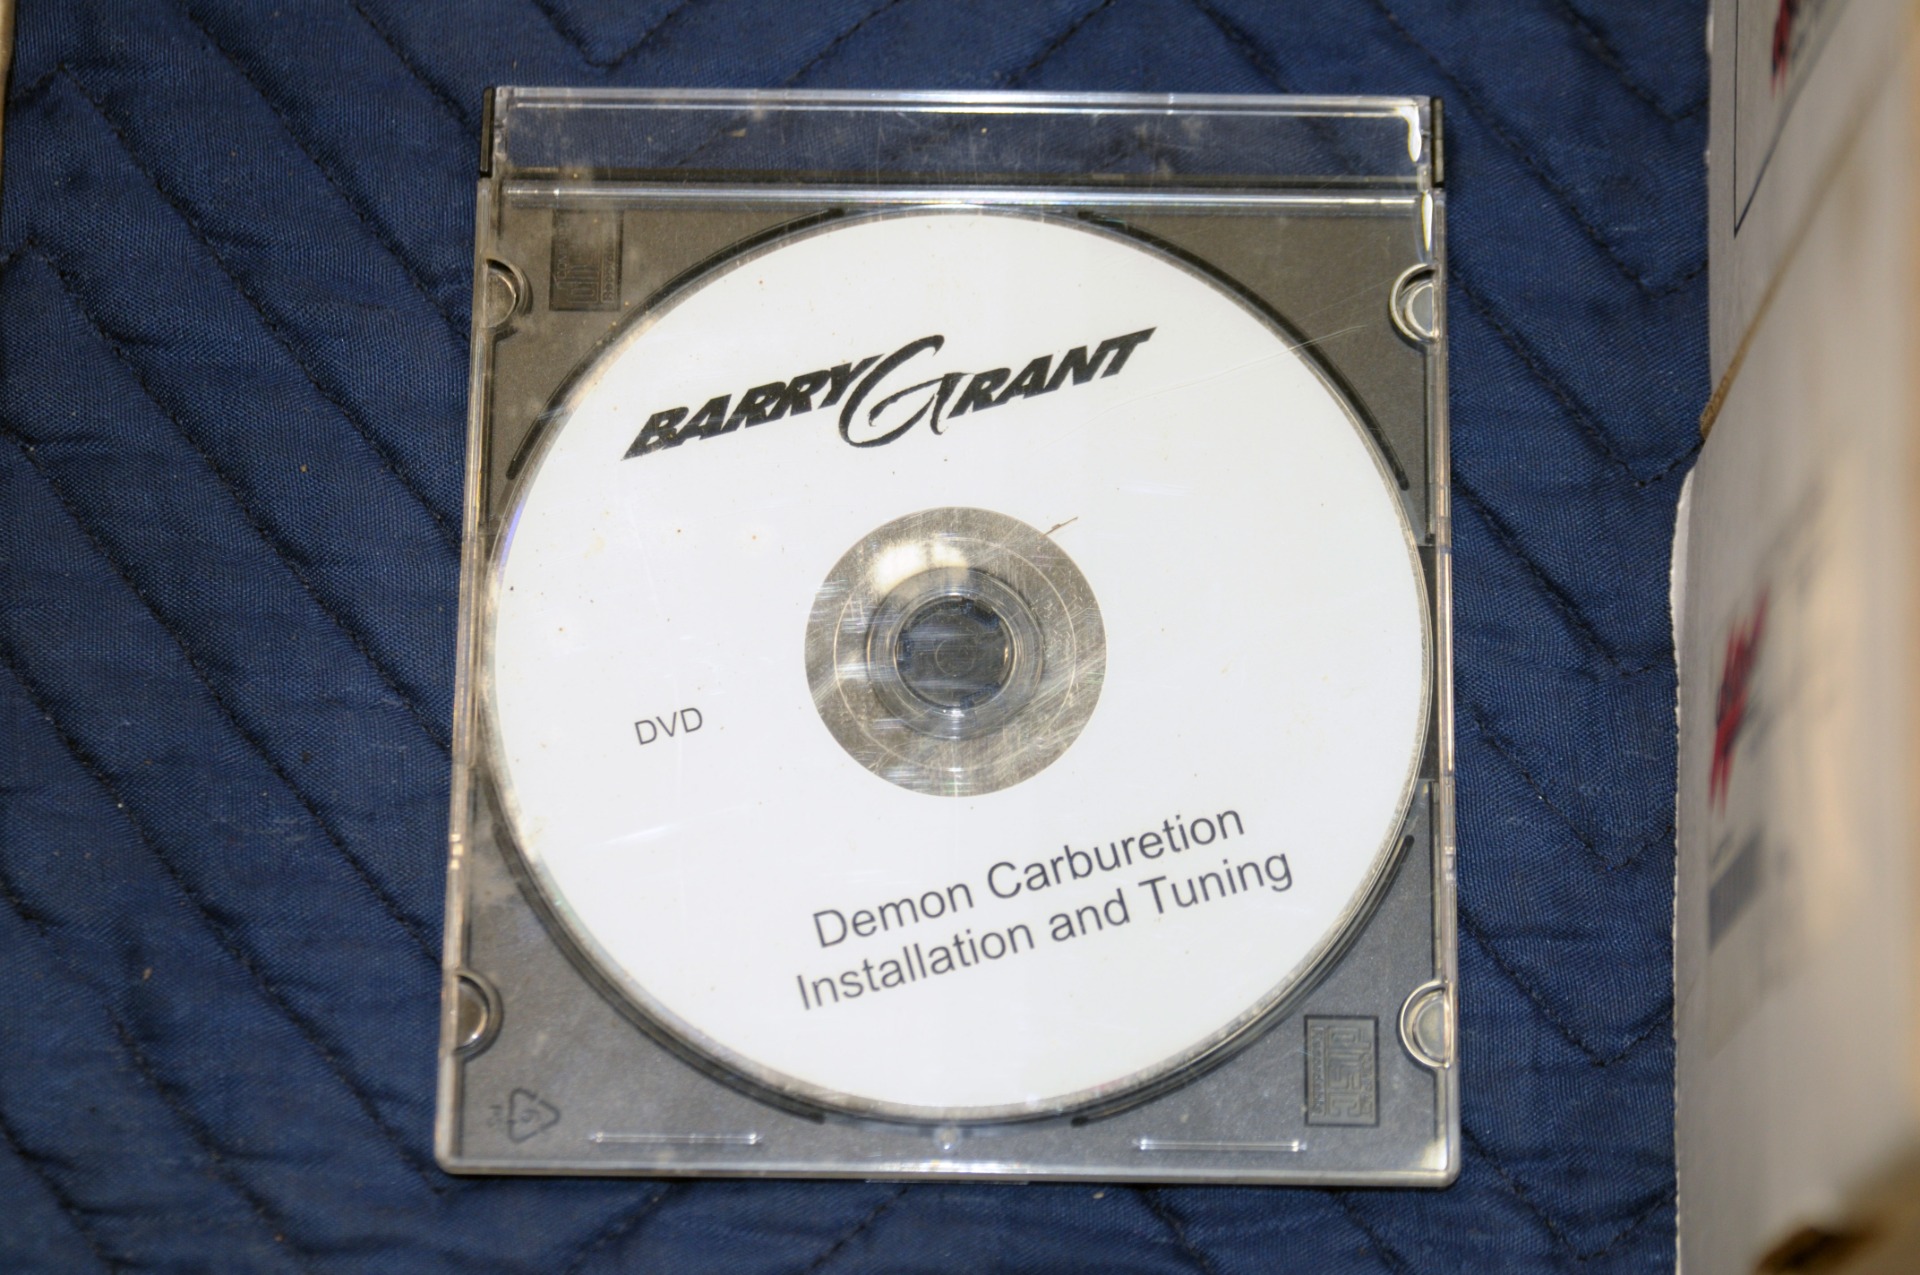 BARRY GRANT
DVD
Demon Carburetion
Installation and Tuning